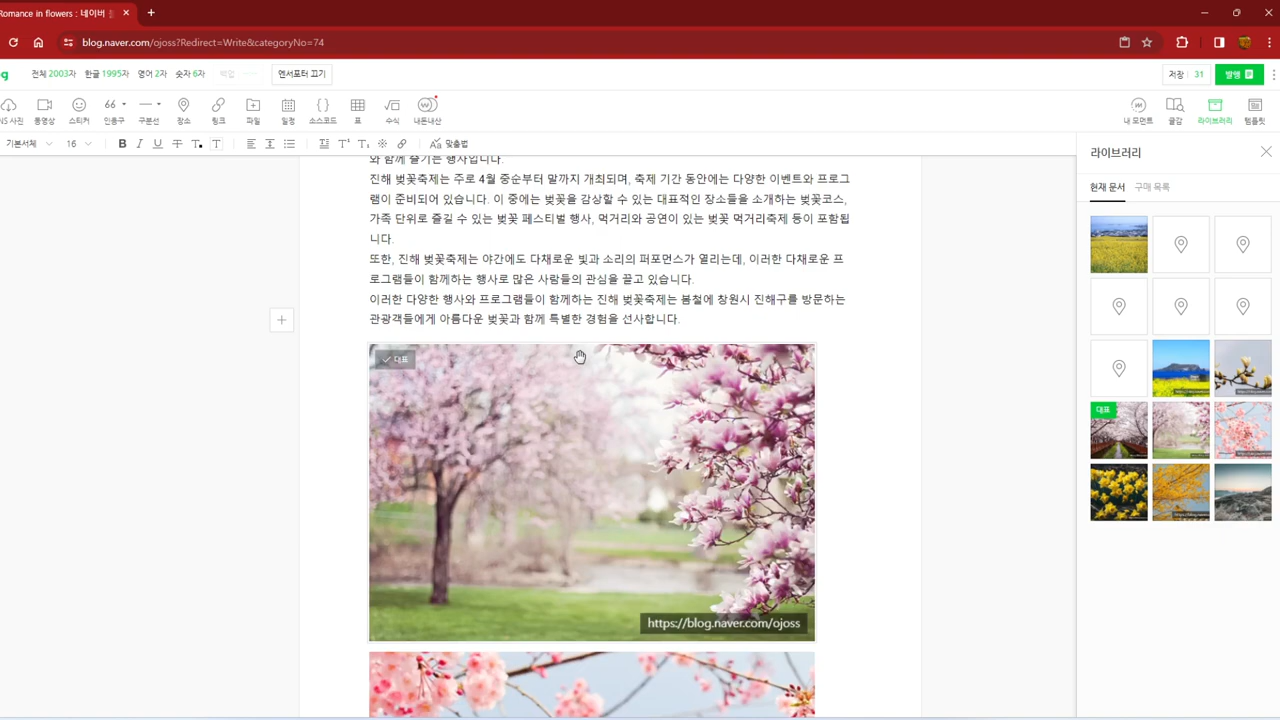 Romance in flowers : 네이버
blog.naver.com/ojoss?Redirect=Write&categoryNo=74
전체 2003자 한글 1995자 영어 2자 숫자 6자 백업 엔서포터 끄기
저장 31 발행
NS 사진 동영상 스티커 인용구 구분선 장소 링크 파일 일정 소스코드 표 수식 내돈내산
내 모먼트 글감 라이브러리 템플릿
기본서체 16 B I U T T T 맞춤법
라이브러리
현재 문서 구매 목록
와 함께 즐기는 행사입니다.
진해 벚꽃축제는 주로 4월 중순부터 말까지 개최되며, 축제 기간 동안에는 다양한 이벤트와 프로그
램이 준비되어 있습니다. 이 중에는 벚꽃을 감상할 수 있는 대표적인 장소들을 소개하는 벚꽃코스,
가족 단위로 즐길 수 있는 벚꽃 페스티벌 행사, 먹거리와 공연이 있는 벚꽃 먹거리축제 등이 포함됩
니다.
또한, 진해 벚꽃축제는 야간에도 다채로운 빛과 소리의 퍼포먼스가 열리는데, 이러한 다채로운 프
로그램들이 함께하는 행사로 많은 사람들의 관심을 끌고 있습니다.
이러한 다양한 행사와 프로그램들이 함께하는 진해 벚꽃축제는 봄철에 창원시 진해구를 방문하는
관광객들에게 아름다운 벚꽃과 함께 특별한 경험을 선사합니다.
대표
https://blog.naver.com/ojoss
대표